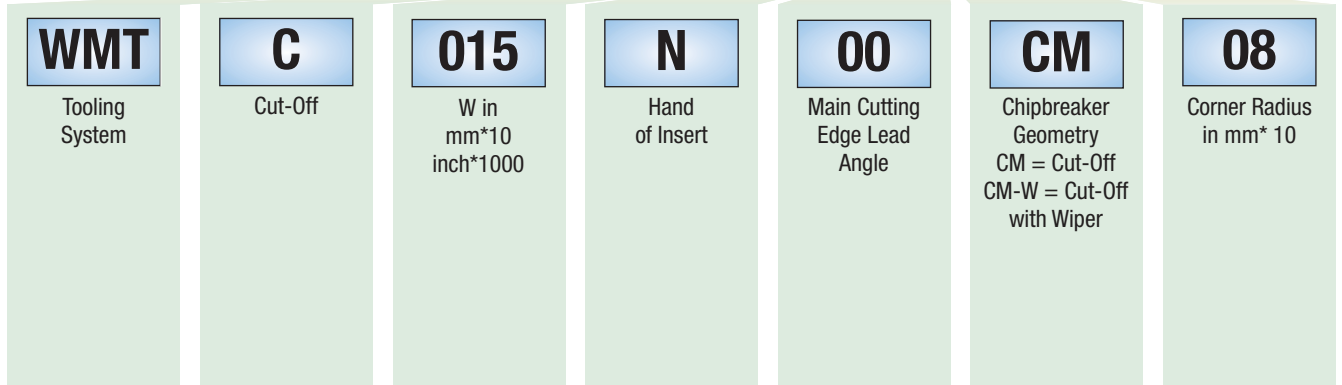 WMT
Tooling
System
C
Cut-Off
015
W in
mm*10
inch*1000
N
Hand
of Insert
00
Main Cutting
Edge Lead
Angle
CM
Chipbreaker
Geometry
CM = Cut-Off
CM-W = Cut-Off
with Wiper
08
Corner Radius
in mm* 10